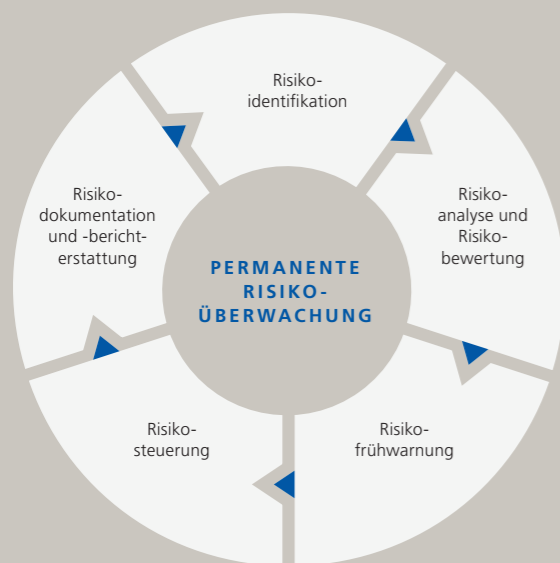 Risiko-
identifikation
Risiko-
analyse und
Risiko-
bewertung
Risiko-
frühwarnung
Risiko-
steuerung
Risiko-
dokumentation
und -bericht-
erstattung
PERMANENTE
RISIKO-
ÜBERWACHUNG